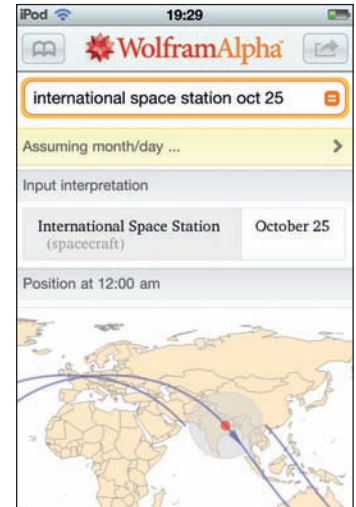 iPod 19:29
WolframAlpha
international space station oct 25
Assuming month/day ...
Input interpretation
International Space Station October 25
(spacecraft)
Position at 12:00 am